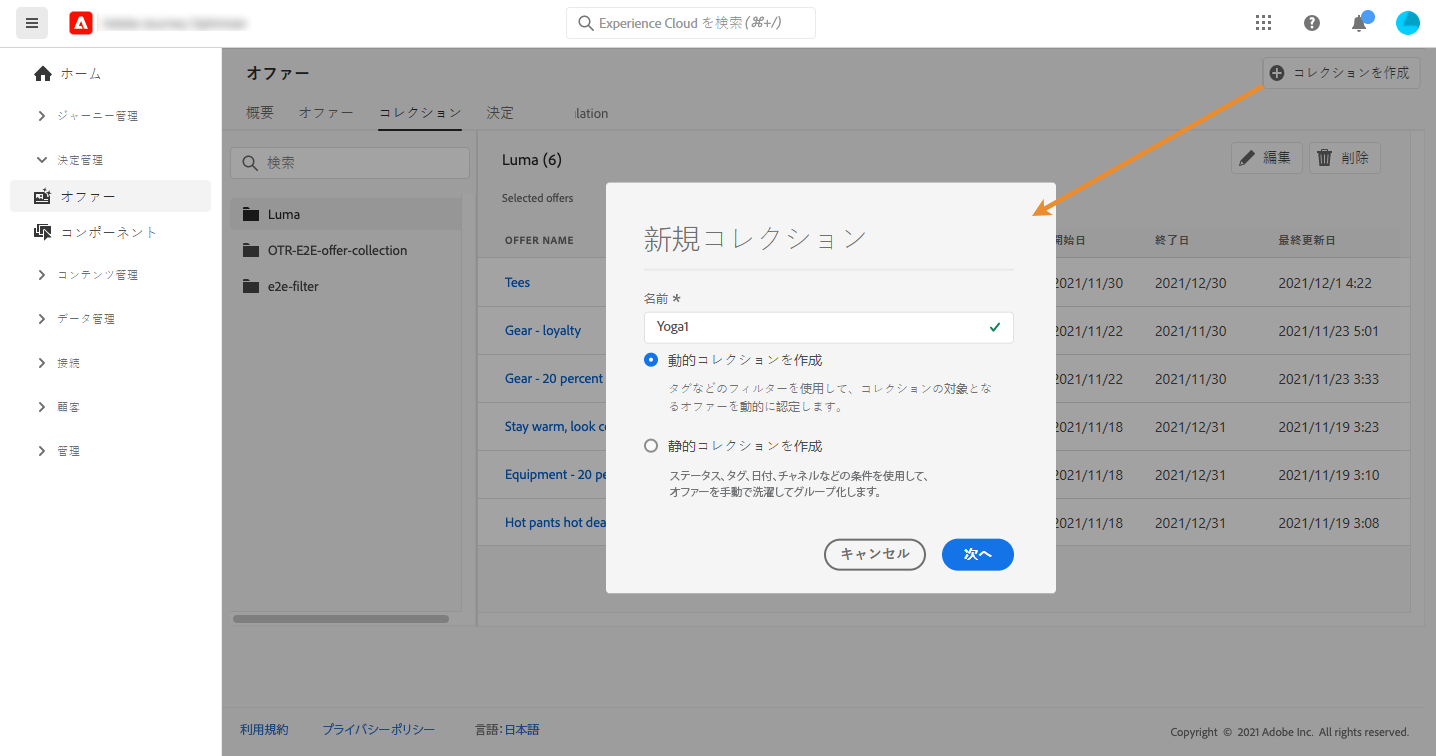 Experience Cloud を検索 (⌘+/)
ホーム
ジャーニー管理
決定管理
オファー
コンポーネント
コンテンツ管理
データ管理
接続
顧客
管理
オファー
コレクションを作成
概要 オファー コレクション 決定 lation
検索
Luma
OTR-E2E-offer-collection
e2e-filter
Luma (6)
編集 削除
Selected offers
OFFER NAME 開始日 終了日 最終更新日
Tees 2021/11/30 2021/12/30 2021/12/1 4:22
Gear - loyalty 2021/11/22 2021/11/30 2021/11/23 5:01
Gear - 20 percent 2021/11/22 2021/11/30 2021/11/23 3:33
Stay warm, look c 2021/11/18 2021/12/31 2021/11/19 3:23
Equipment - 20 pe 2021/11/18 2021/12/31 2021/11/19 3:10
Hot pants hot dea 2021/11/18 2021/12/31 2021/11/19 3:08
新規コレクション
名前 *
Yoga1
動的コレクションを作成
タグなどのフィルターを使用して、コレクションの対象とな
るオファーを動的に認定します。
静的コレクションを作成
ステータス、タグ、日付、チャネルなどの条件を使用して、
オファーを手動で洗濯してグループ化します。
キャンセル 次へ
利用規約 プライバシーポリシー 言語：日本語
Copyright © 2021 Adobe Inc. All rights reserved.